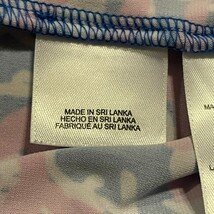 MADE IN SRI LANKA
HECHO EN SRI LANKA
FABRIQUÉ AU SRI LANKA